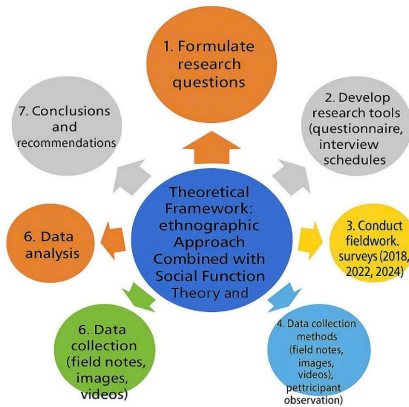 1. Formulate
research
questions
2. Develop
research tools
(questionnaire,
interview
schedules
3. Conduct
fieldwork.
surveys (2018,
2022, 2024)
4. Data collection
methods
(field notes,
images,
videos),
pettricipant
observation)
6. Data
collection
(field notes,
images,
videos)
6. Data
analysis
7. Conclusions
and
recommendations
Theoretical
Framework:
ethnographic
Approach
Combined with
Social Function
Theory and